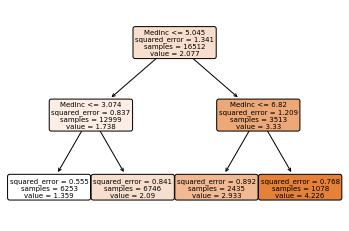 MedInc <= 5.045
squared_error = 1.341
samples = 16512
value = 2.077
MedInc <= 3.074
squared_error = 0.837
samples = 12999
value = 1.738
MedInc <= 6.82
squared_error = 1.209
samples = 3513
value = 3.33
squared_error = 0.555
samples = 6253
value = 1.359
squared_error = 0.841
samples = 6746
value = 2.09
squared_error = 0.892
samples = 2435
value = 2.933
squared_error = 0.768
samples = 1078
value = 4.226